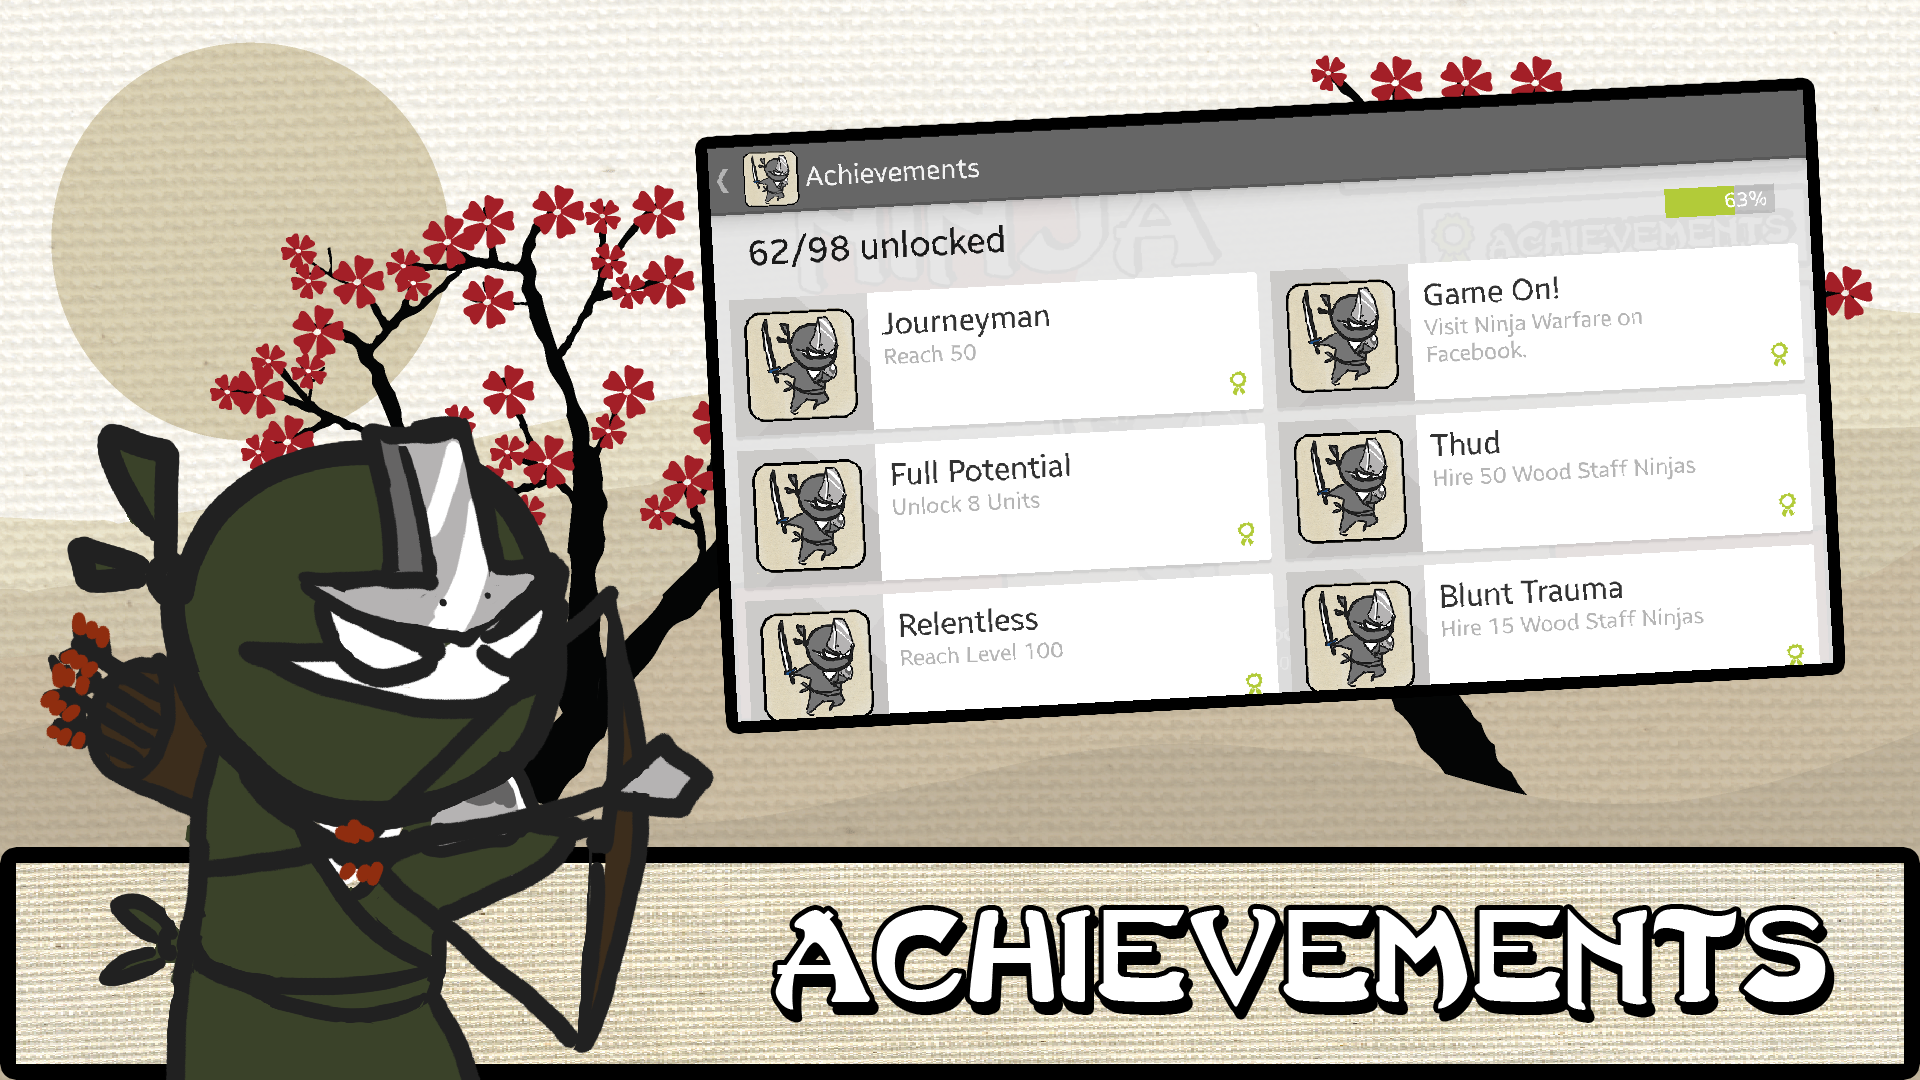 Achievements
63%
62/98 unlocked
NINJA
ACHIEVEMENTS
Journeyman
Reach 50
Game On!
Visit Ninja Warfare on
Facebook.
Full Potential
Unlock 8 Units
Thud
Hire 50 Wood Staff Ninjas
Relentless
Reach Level 100
Blunt Trauma
Hire 15 Wood Staff Ninjas
ACHIEVEMENTS